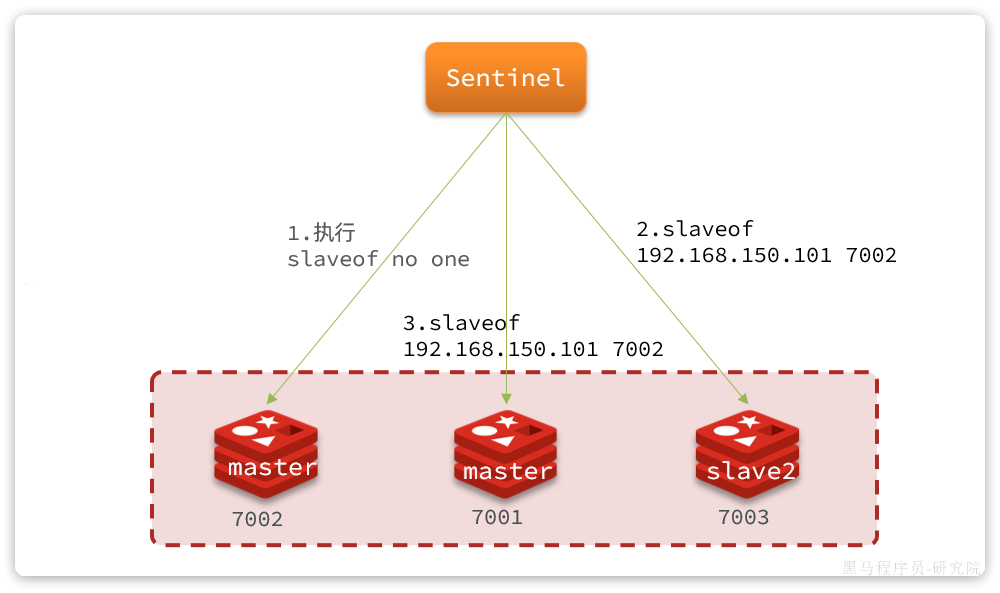 Sentinel
1.执行
slaveof no one
2.slaveof
192.168.150.101 7002
3.slaveof
192.168.150.101 7002
master
master
slave2
7002
7001
7003
黑马程序员-研究院